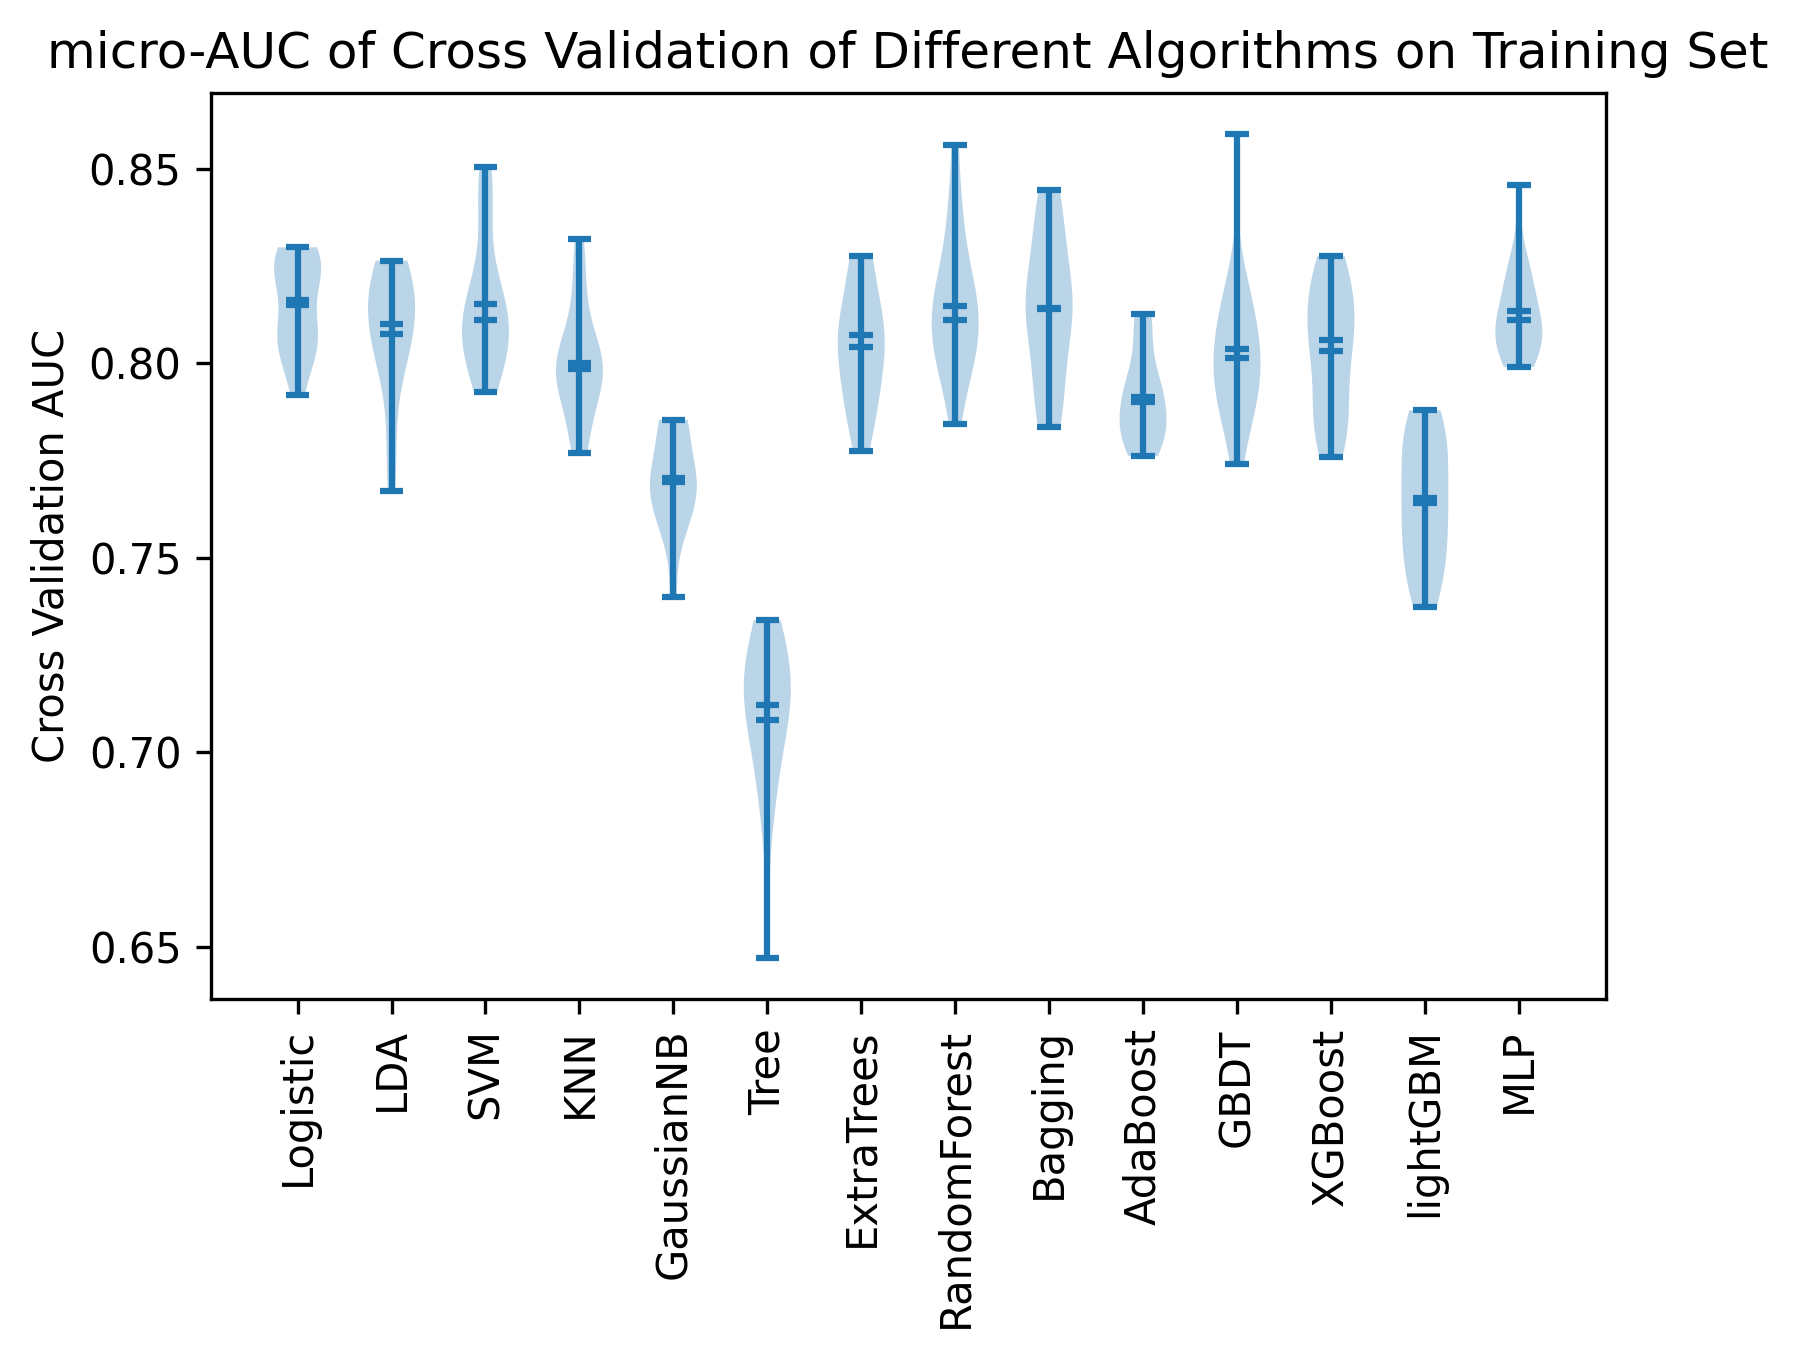 micro-AUC of Cross Validation of Different Algorithms on Training Set
Cross Validation AUC
0.85
0.80
0.75
0.70
0.65
Logistic
LDA
SVM
KNN
GaussianNB
Tree
ExtraTrees
RandomForest
Bagging
AdaBoost
GBDT
XGBoost
lightGBM
MLP